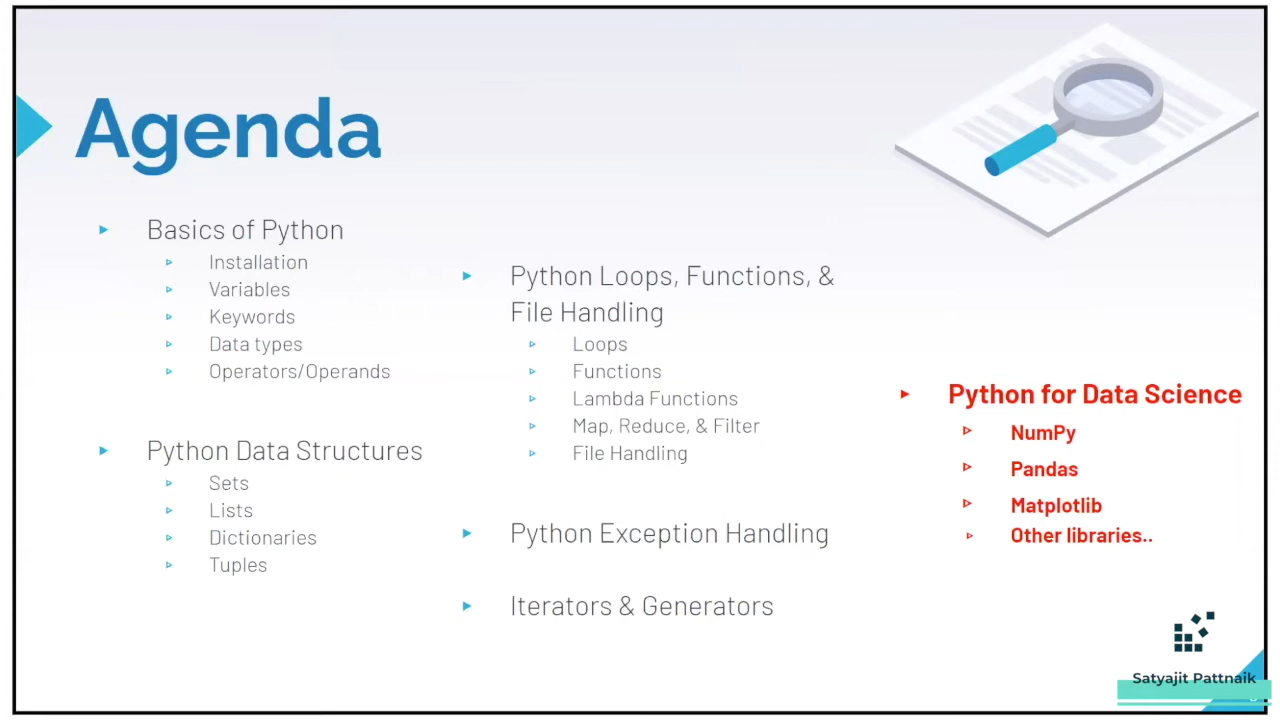 Agenda
Basics of Python
Installation
Variables
Keywords
Data types
Operators/Operands
Python Data Structures
Sets
Lists
Dictionaries
Tuples
Python Loops, Functions, &
File Handling
Loops
Functions
Lambda Functions
Map, Reduce, & Filter
File Handling
Python Exception Handling
Iterators & Generators
Python for Data Science
NumPy
Pandas
Matplotlib
Other libraries..
Satyajit Pattnaik